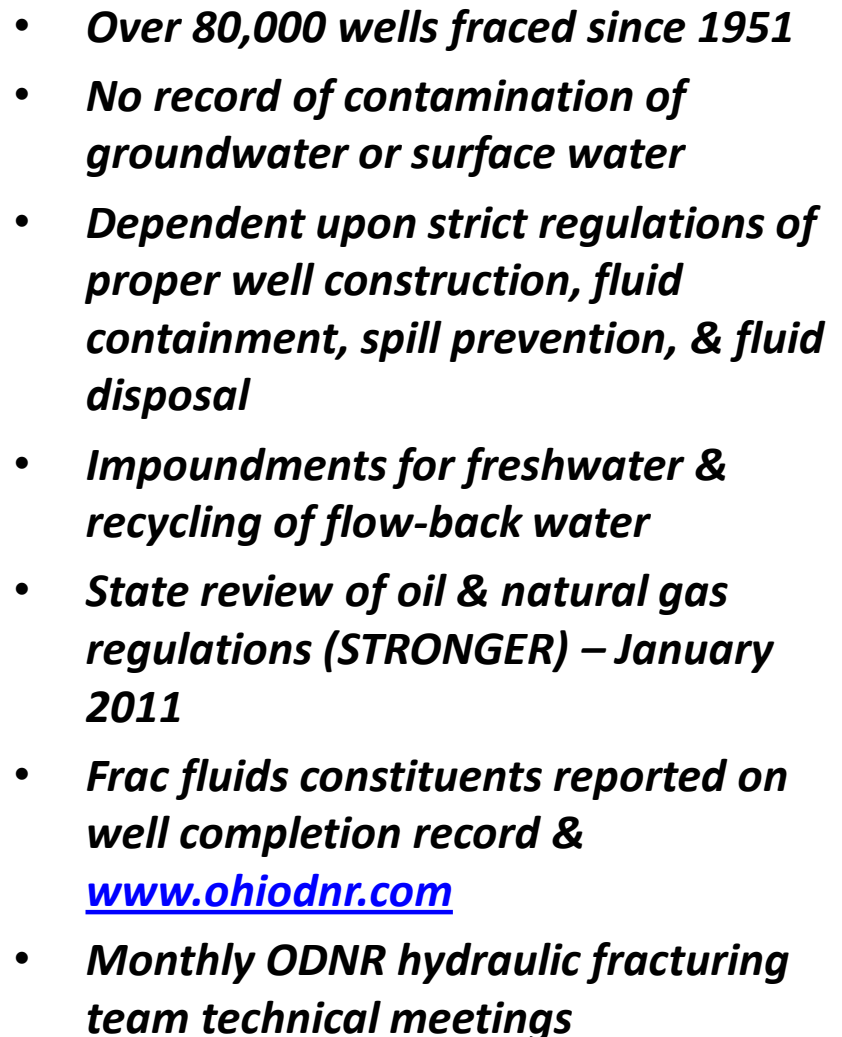 • Over 80,000 wells fraced since 1951
• No record of contamination of
groundwater or surface water
• Dependent upon strict regulations of
proper well construction, fluid
containment, spill prevention, & fluid
disposal
• Impoundments for freshwater &
recycling of flow-back water
• State review of oil & natural gas
regulations (STRONGER) – January
2011
• Frac fluids constituents reported on
well completion record &
www.ohiodnr.com
• Monthly ODNR hydraulic fracturing
team technical meetings